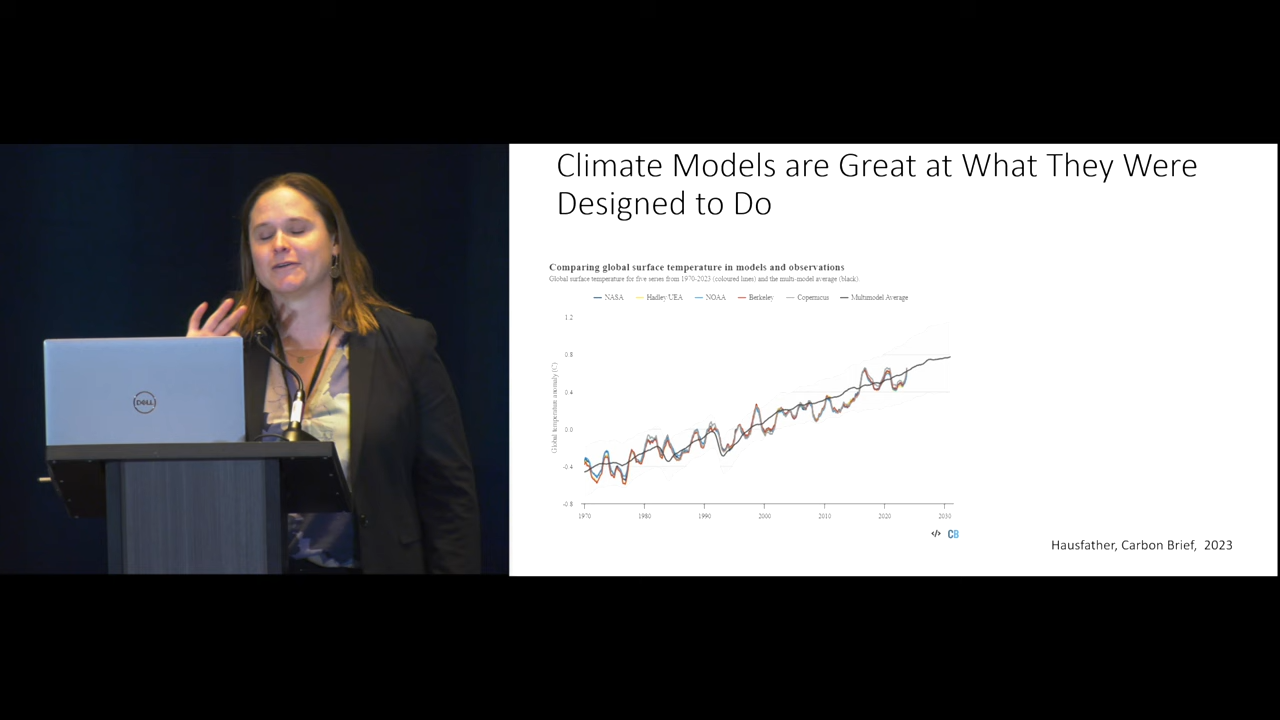 Climate Models are Great at What They Were
Designed to Do
Comparing global surface temperature in models and observations
Global surface temperature for five series from 1970-2023 (coloured lines) and the multi-model average (black).
NASA Hadley/UEA NOAA Berkeley Copernicus Multimodel Average
1.2
0.8
0.4
0.0
-0.4
-0.8
Global temperature anomaly (C)
1970 1980 1990 2000 2010 2020 2030
</> CB
Hausfather, Carbon Brief, 2023
DELL